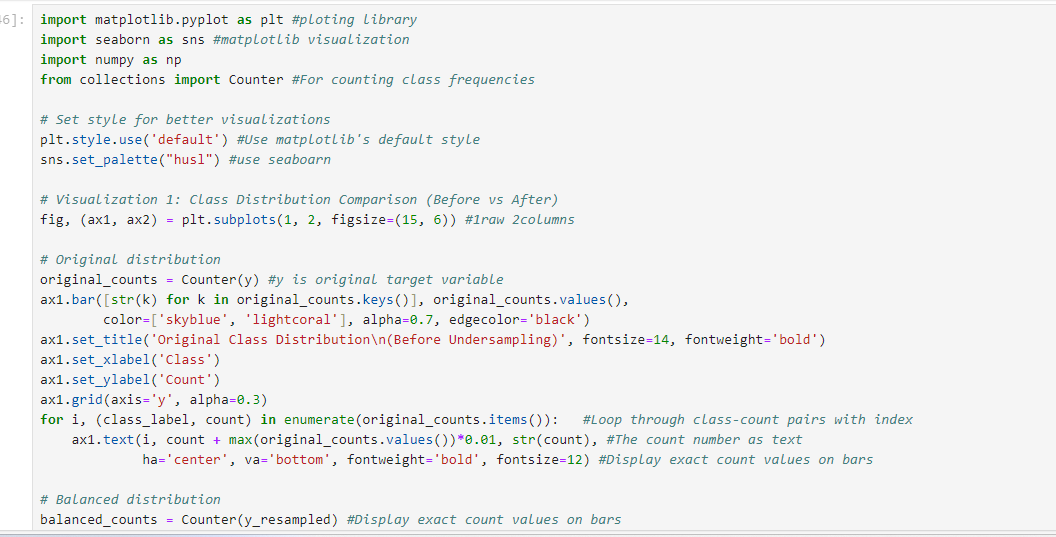 46]:
import matplotlib.pyplot as plt #ploting library
import seaborn as sns #matplotlib visualization
import numpy as np
from collections import Counter #For counting class frequencies
# Set style for better visualizations
plt.style.use('default') #Use matplotlib's default style
sns.set_palette("husl") #use seaboarn
# Visualization 1: Class Distribution Comparison (Before vs After)
fig, (ax1, ax2) = plt.subplots(1, 2, figsize=(15, 6)) #1raw 2columns
# Original distribution
original_counts = Counter(y) #y is original target variable
ax1.bar([str(k) for k in original_counts.keys()], original_counts.values(),
        color=['skyblue', 'lightcoral'], alpha=0.7, edgecolor='black')
ax1.set_title('Original Class Distribution\n(Before Undersampling)', fontsize=14, fontweight='bold')
ax1.set_xlabel('Class')
ax1.set_ylabel('Count')
ax1.grid(axis='y', alpha=0.3)
for i, (class_label, count) in enumerate(original_counts.items()):   #Loop through class-count pairs with index
    ax1.text(i, count + max(original_counts.values())*0.01, str(count), #The count number as text
             ha='center', va='bottom', fontweight='bold', fontsize=12) #Display exact count values on bars
# Balanced distribution
balanced_counts = Counter(y_resampled) #Display exact count values on bars